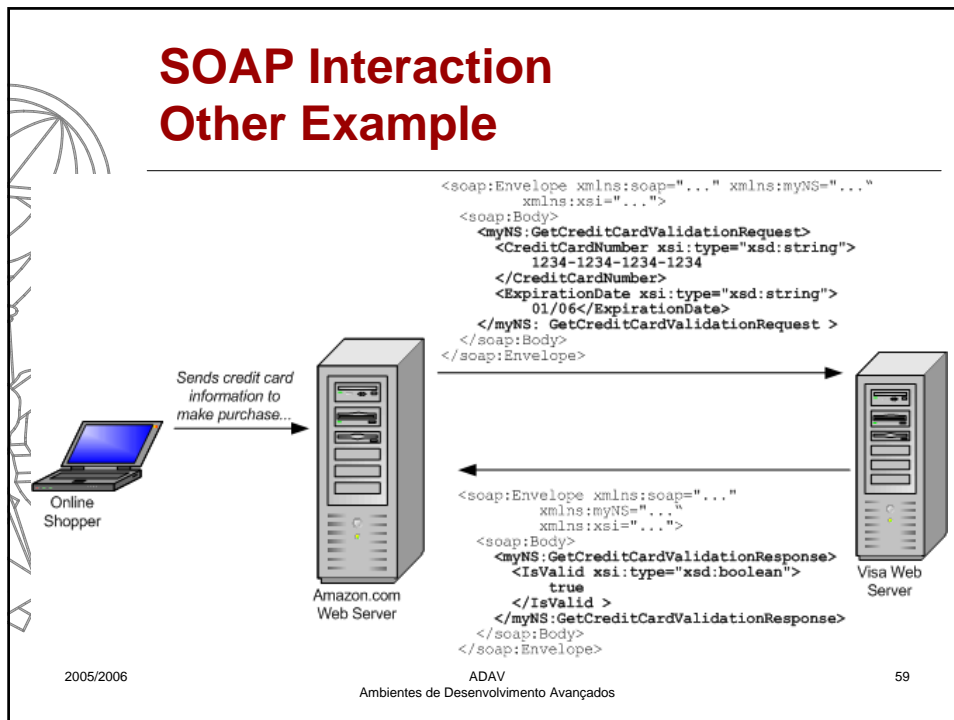 SOAP Interaction
Other Example
<soap:Envelope xmlns:soap="..." xmlns:myNS="...“
xmlns:xsi="...">
<soap:Body>
<myNS:GetCreditCardValidationRequest>
<CreditCardNumber xsi:type="xsd:string">
1234-1234-1234-1234
</CreditCardNumber>
<ExpirationDate xsi:type="xsd:string">
01/06</ExpirationDate>
</myNS: GetCreditCardValidationRequest >
</soap:Body>
</soap:Envelope>
Sends credit card
information to
make purchase...
Online
Shopper
Amazon.com
Web Server
<soap:Envelope xmlns:soap="..."
xmlns:myNS="...“
xmlns:xsi="...">
<soap:Body>
<myNS:GetCreditCardValidationResponse>
<IsValid xsi:type="xsd:boolean">
true
</IsValid >
</myNS:GetCreditCardValidationResponse>
</soap:Body>
</soap:Envelope>
Visa Web
Server
2005/2006
ADAV
Ambientes de Desenvolvimento Avançados
59